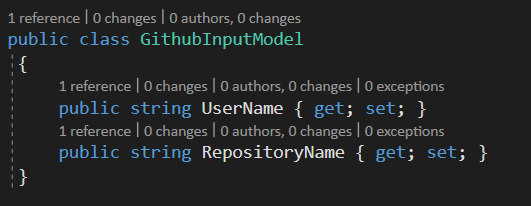 1 reference | 0 changes | 0 authors, 0 changes
public class GithubInputModel
{
1 reference | 0 changes | 0 authors, 0 changes | 0 exceptions
public string UserName { get; set; }
1 reference | 0 changes | 0 authors, 0 changes | 0 exceptions
public string RepositoryName { get; set; }
}